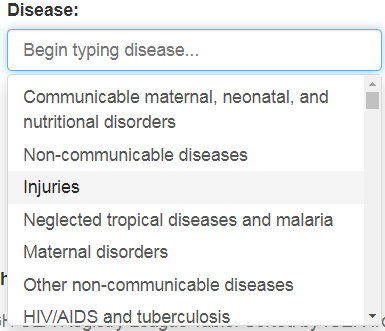 Disease:
Begin typing disease...
Communicable maternal, neonatal, and
nutritional disorders
Non-communicable diseases
Injuries
Neglected tropical diseases and malaria
Maternal disorders
Other non-communicable diseases
HIV/AIDS and tuberculosis